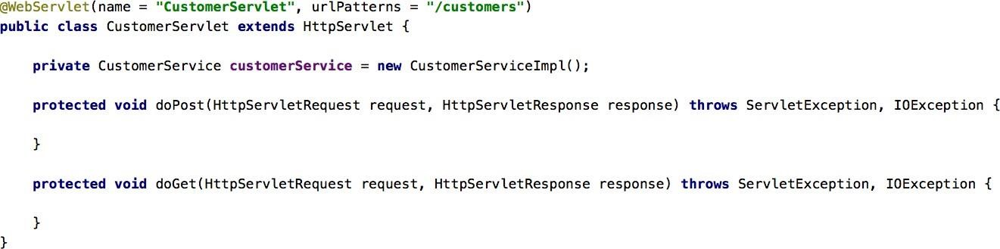 @WebServlet(name = "CustomerServlet", urlPatterns = "/customers")
public class CustomerServlet extends HttpServlet {
    private CustomerService customerService = new CustomerServiceImpl();
    protected void doPost(HttpServletRequest request, HttpServletResponse response) throws ServletException, IOException {
    }
    protected void doGet(HttpServletRequest request, HttpServletResponse response) throws ServletException, IOException {
    }
}